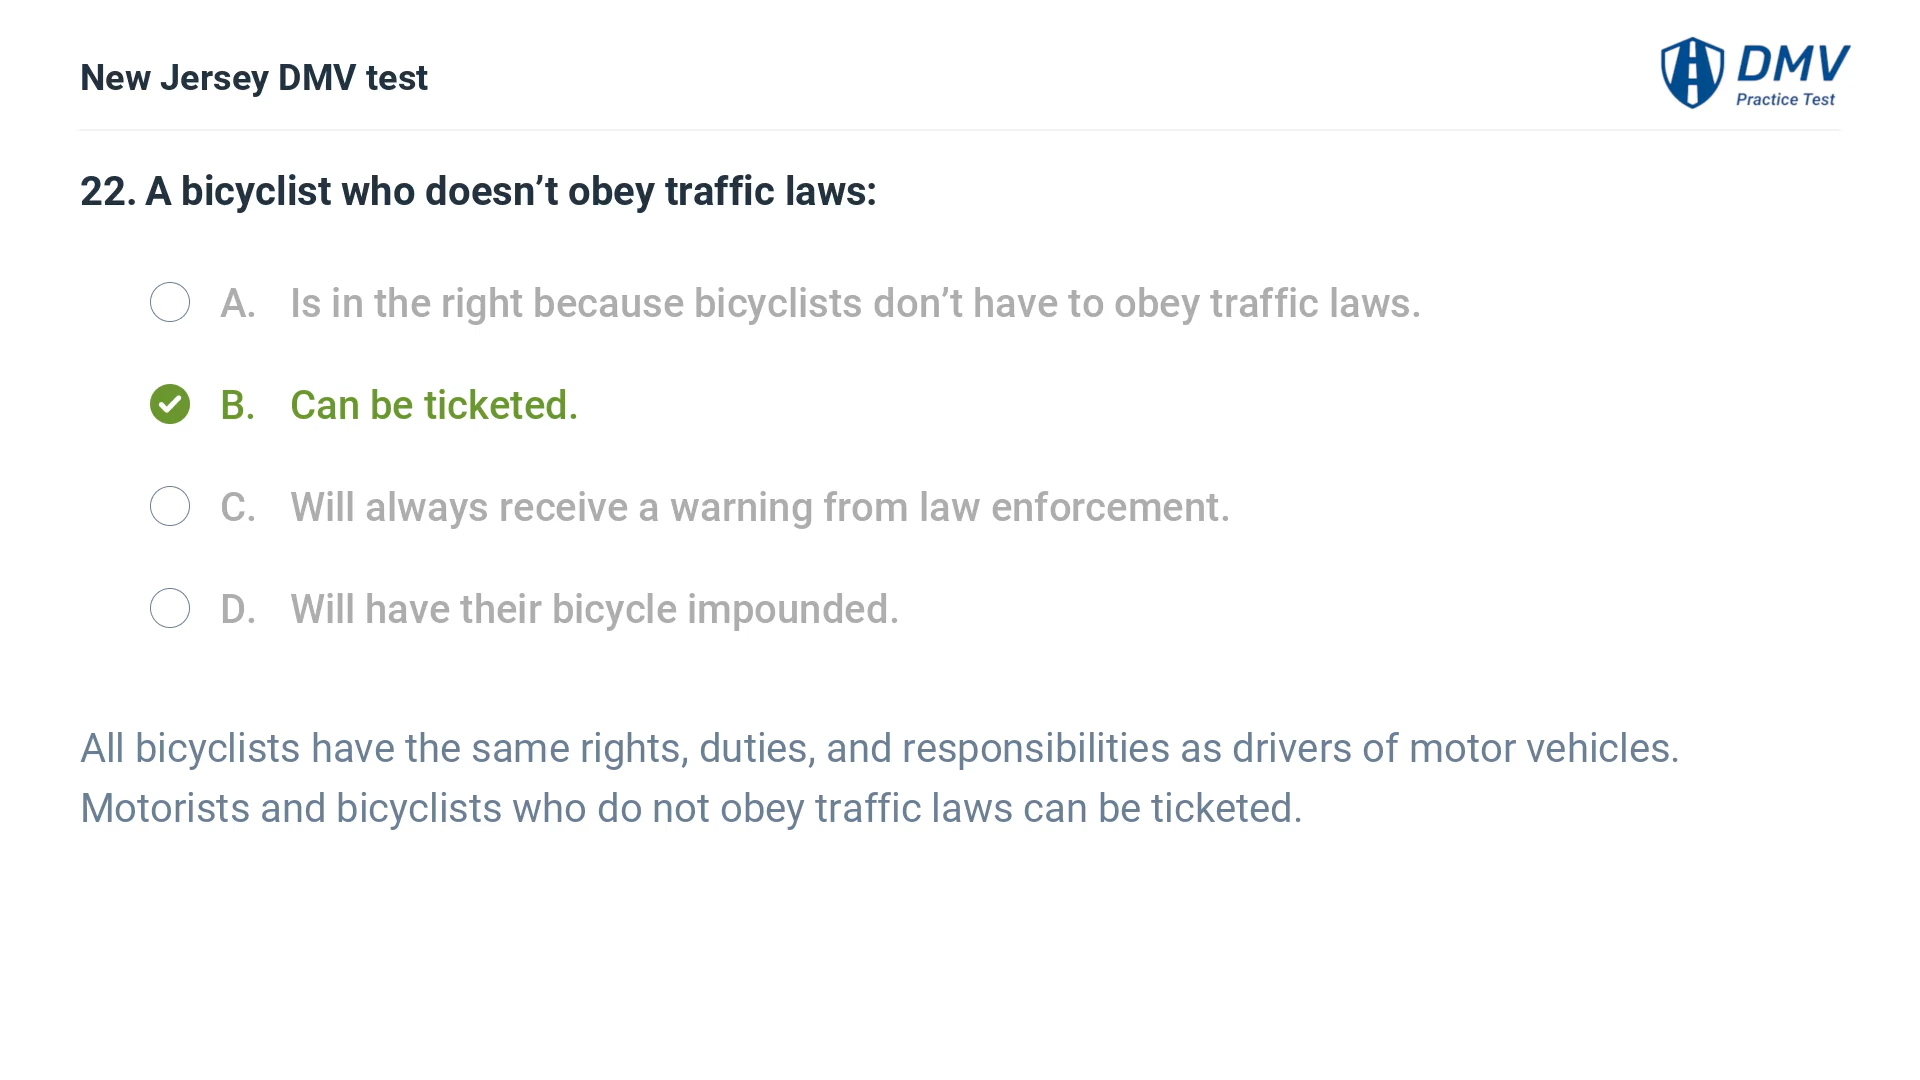 New Jersey DMV test
DMV
Practice Test
22. A bicyclist who doesn’t obey traffic laws:
A. Is in the right because bicyclists don’t have to obey traffic laws.
B. Can be ticketed.
C. Will always receive a warning from law enforcement.
D. Will have their bicycle impounded.
All bicyclists have the same rights, duties, and responsibilities as drivers of motor vehicles.
Motorists and bicyclists who do not obey traffic laws can be ticketed.